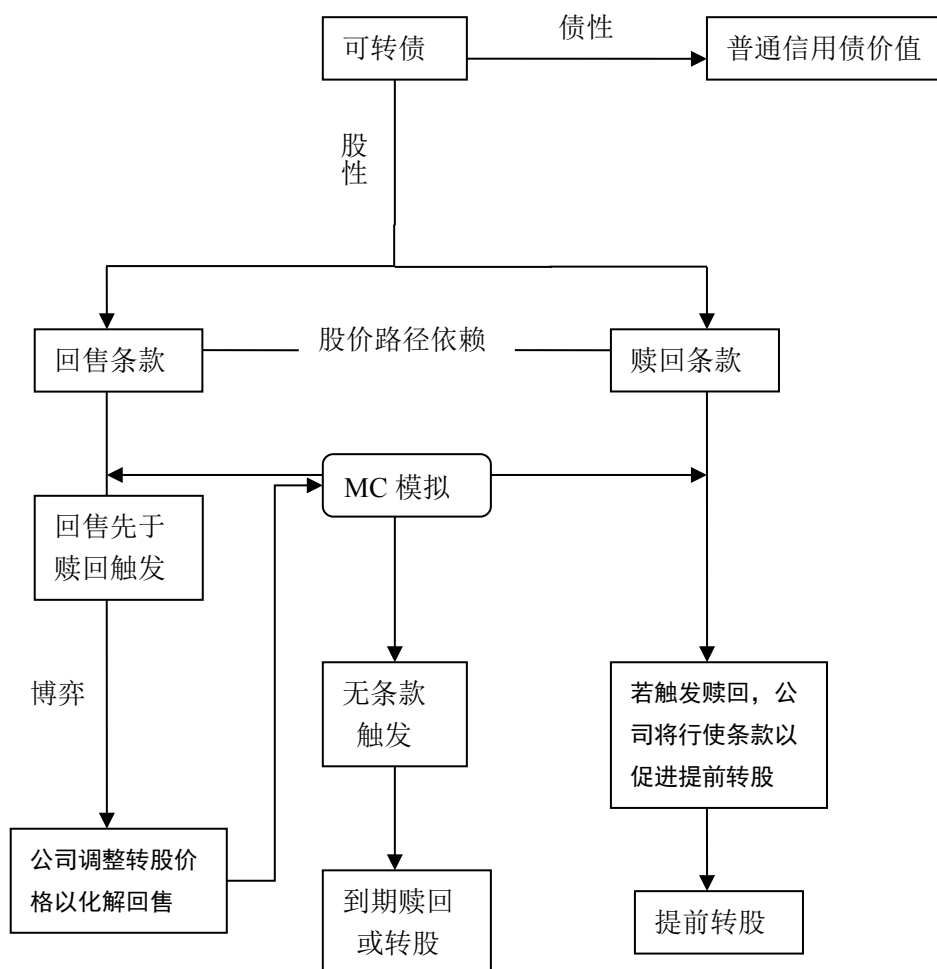 可转债
债性
普通信用债价值
股
性
回售条款
股价路径依赖
赎回条款
MC 模拟
回售先于
赎回触发
博弈
无条款
触发
若触发赎回，公
司将行使条款以
促进提前转股
公司调整转股价
格以化解回售
到期赎回
或转股
提前转股